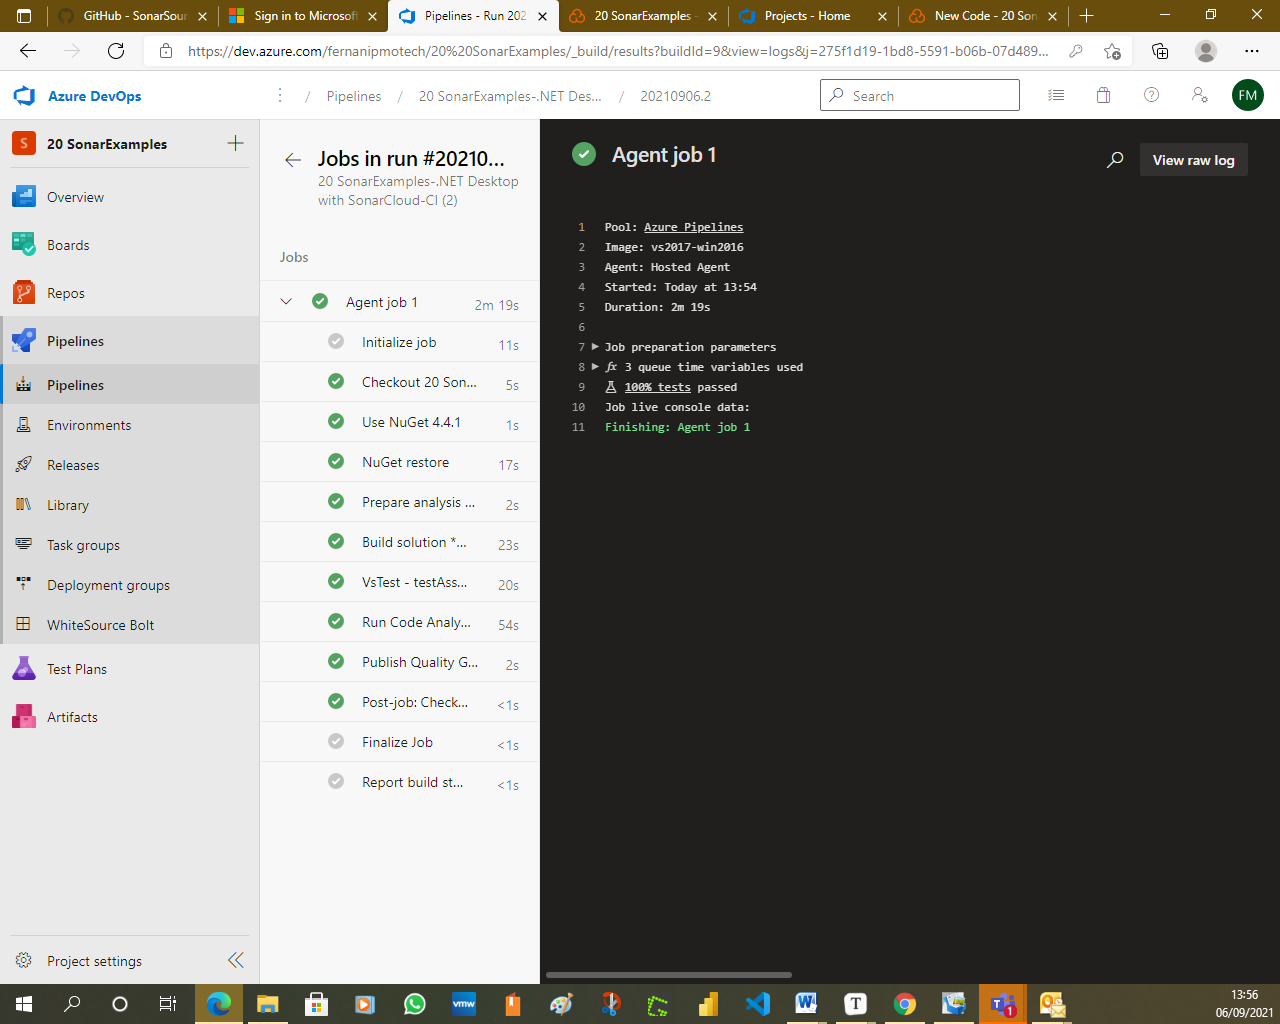 GitHub - SonarSour
Sign in to Microsoft
Pipelines - Run 202
20 SonarExamples -
Projects - Home
New Code - 20 Son
https://dev.azure.com/fernanipmotech/20%20SonarExamples/_build/results?buildId=9&view=logs&j=275f1d19-1bd8-5591-b06b-07d489...
Azure DevOps
/ Pipelines / 20 SonarExamples-.NET Des... / 20210906.2
Search
FM
S 20 SonarExamples
Overview
Boards
Repos
Pipelines
Pipelines
Environments
Releases
Library
Task groups
Deployment groups
WhiteSource Bolt
Test Plans
Artifacts
Project settings
Jobs in run #20210...
20 SonarExamples-.NET Desktop
with SonarCloud-CI (2)
Jobs
Agent job 1 2m 19s
Initialize job 11s
Checkout 20 Son... 5s
Use NuGet 4.4.1 1s
NuGet restore 17s
Prepare analysis ... 2s
Build solution *... 23s
VsTest - testAss... 20s
Run Code Analy... 54s
Publish Quality G... 2s
Post-job: Check... <1s
Finalize Job <1s
Report build st... <1s
Agent job 1
View raw log
1 Pool: Azure Pipelines
2 Image: vs2017-win2016
3 Agent: Hosted Agent
4 Started: Today at 13:54
5 Duration: 2m 19s
6
7 Job preparation parameters
8 fx 3 queue time variables used
9 100% tests passed
10 Job live console data:
11 Finishing: Agent job 1
vmw
W
T
1
13:56
06/09/2021